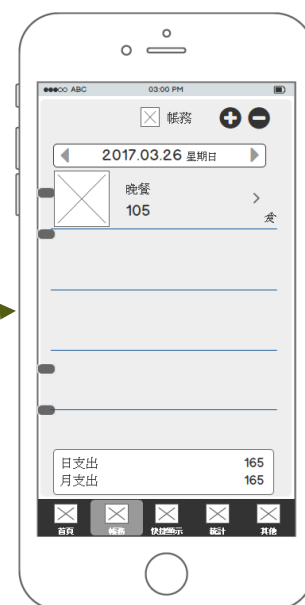 ABC 03:00 PM
帳務
2017.03.26 星期日
晚餐
105
食
日支出 165
月支出 165
首頁 帳務 快捷顯示 統計 其他